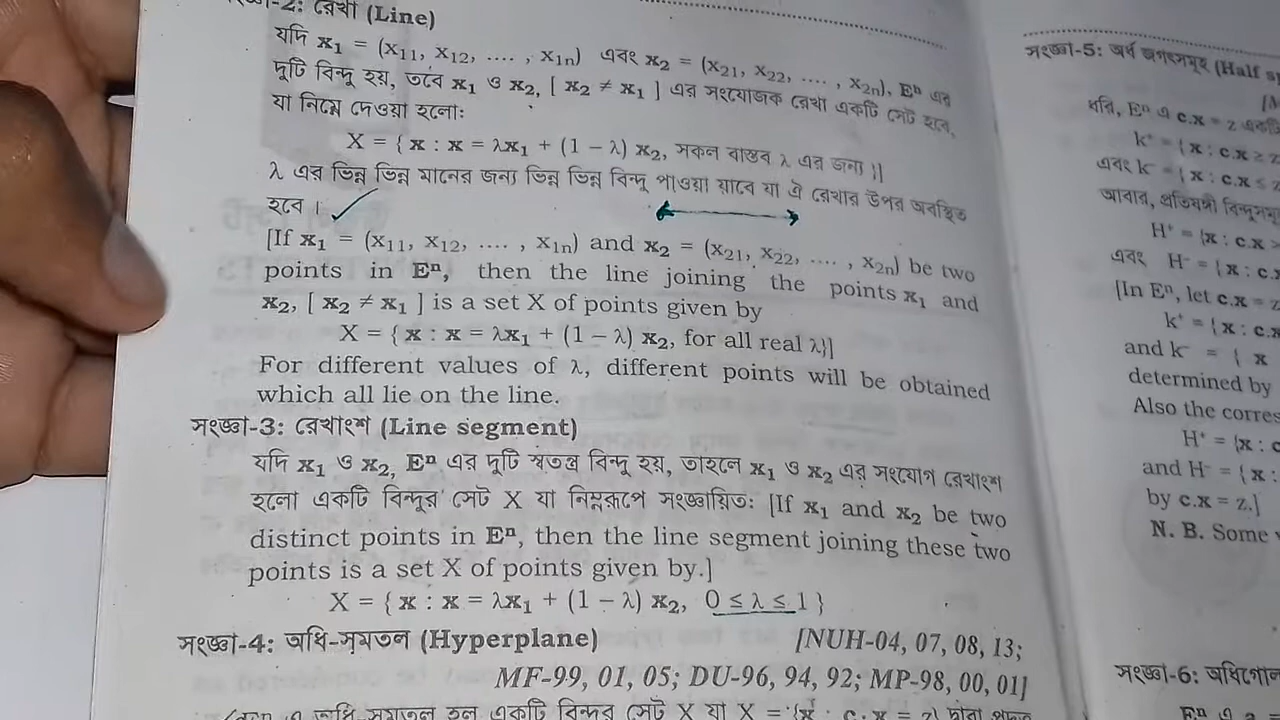 রেখা (Line)
যদি x₁ = (x₁₁, x₁₂, .... , x₁ₙ) এবং x₂ = (x₂₁, x₂₂, .... , x₂ₙ), Eⁿ এর
দুটি বিন্দু হয়, তবে x₁ ও x₂, [ x₂ ≠ x₁ ] এর সংযোজক রেখা একটি সেট হবে,
যা নিম্নে দেওয়া হলোঃ
X = { x : x = λx₁ + (1 – λ) x₂, সকল বাস্তব λ এর জন্য }]
λ এর ভিন্ন ভিন্ন মানের জন্য ভিন্ন ভিন্ন বিন্দু পাওয়া যাবে যা ঐ রেখার উপর অবস্থিত
হবে ।
[If x₁ = (x₁₁, x₁₂, .... , x₁ₙ) and x₂ = (x₂₁, x₂₂, .... , x₂ₙ) be two
points in Eⁿ, then the line joining the points x₁ and
x₂, [ x₂ ≠ x₁ ] is a set X of points given by
X = { x : x = λx₁ + (1 – λ) x₂, for all real λ}]
For different values of λ, different points will be obtained
which all lie on the line.
সংজ্ঞা-3: রেখাংশ (Line segment)
যদি x₁ ও x₂, Eⁿ এর দুটি স্বতন্ত্র বিন্দু হয়, তাহলে x₁ ও x₂ এর সংযোগ রেখাংশ
হলো একটি বিন্দুর সেট X যা নিম্নরূপে সংজ্ঞায়িতঃ [If x₁ and x₂ be two
distinct points in Eⁿ, then the line segment joining these two
points is a set X of points given by.]
X = { x : x = λx₁ + (1 – λ) x₂, 0 ≤ λ ≤ 1 }
সংজ্ঞা-4: অধি-সমতল (Hyperplane) [NUH-04, 07, 08, 13;
MF-99, 01, 05; DU-96, 94, 92; MP-98, 00, 01]
অধি-সমতল হল একটি বিন্দুর সেট X যা X = {x : c.x = z} দ্বারা
সংজ্ঞা-5: অর্ধ জগৎসমূহ (Half
ধরি, Eⁿ এ c.x = z
k⁺ = { x : c.x ≥ z
এবং k⁻ = { x : c.x ≤ z
আবার, প্রতিষঙ্গী
H⁺ = {x : c.x >
এবং H⁻ = { x : c.
[In Eⁿ, let c.x = z
k⁺ = { x : c.x
and k⁻ = { x
determined by
Also the
H⁺ = {x : c
and H⁻ = { x :
by c.x = z.]
N. B. Some
সংজ্ঞা-6:
Eⁿ এ